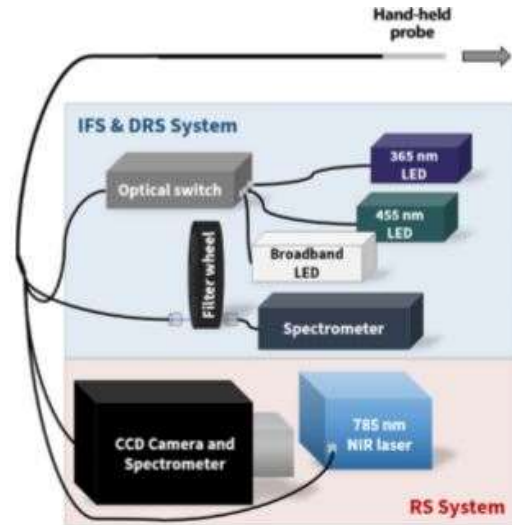 Hand-held
probe
IFS & DRS System
365 nm
LED
Optical switch
455 nm
LED
Filter wheel
Broadband
LED
Spectrometer
CCD Camera and
Spectrometer
785 nm
NIR laser
RS System